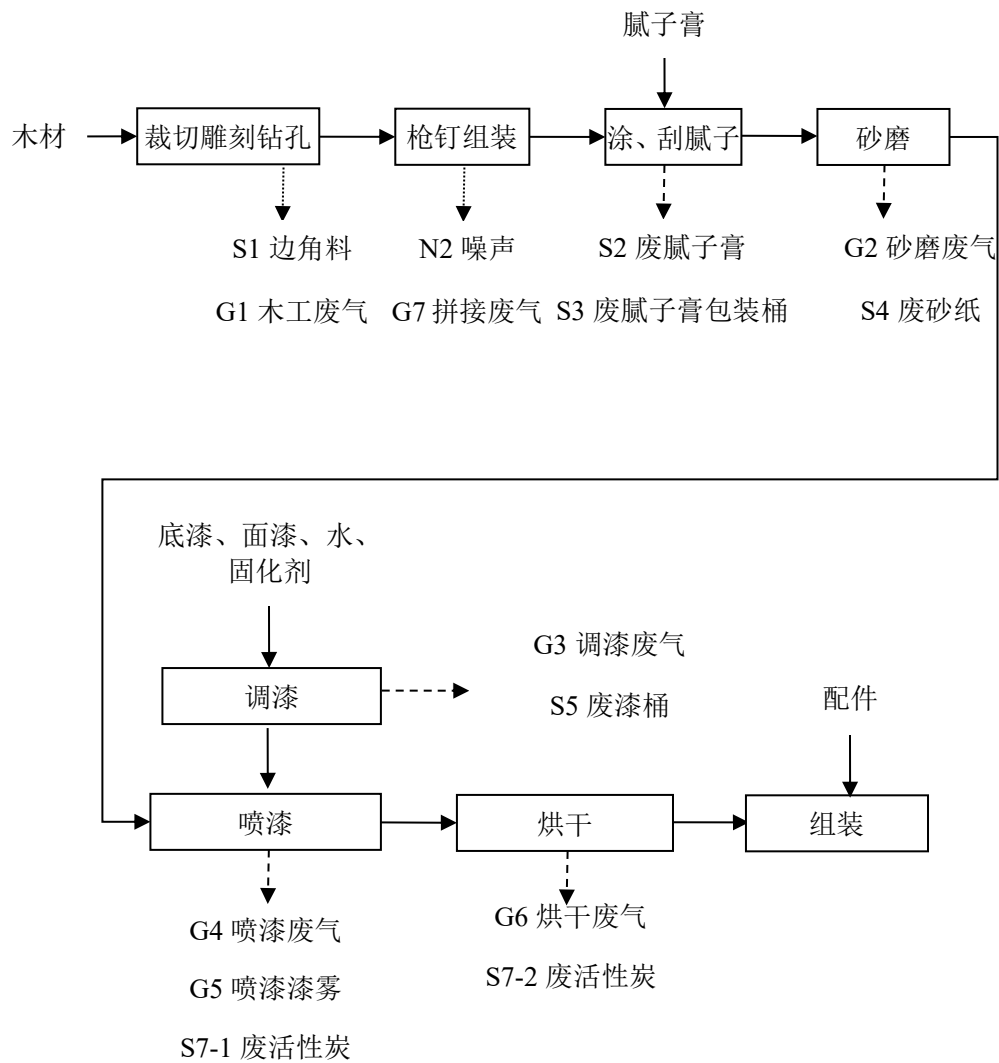 腻子膏
木材
裁切雕刻钻孔
枪钉组装
涂、刮腻子
砂磨
S1 边角料
N2 噪声
S2 废腻子膏
G2 砂磨废气
G1 木工废气
G7 拼接废气
S3 废腻子膏包装桶
S4 废砂纸
底漆、面漆、水、
固化剂
G3 调漆废气
调漆
S5 废漆桶
配件
喷漆
烘干
组装
G4 喷漆废气
G6 烘干废气
G5 喷漆漆雾
S7-2 废活性炭
S7-1 废活性炭